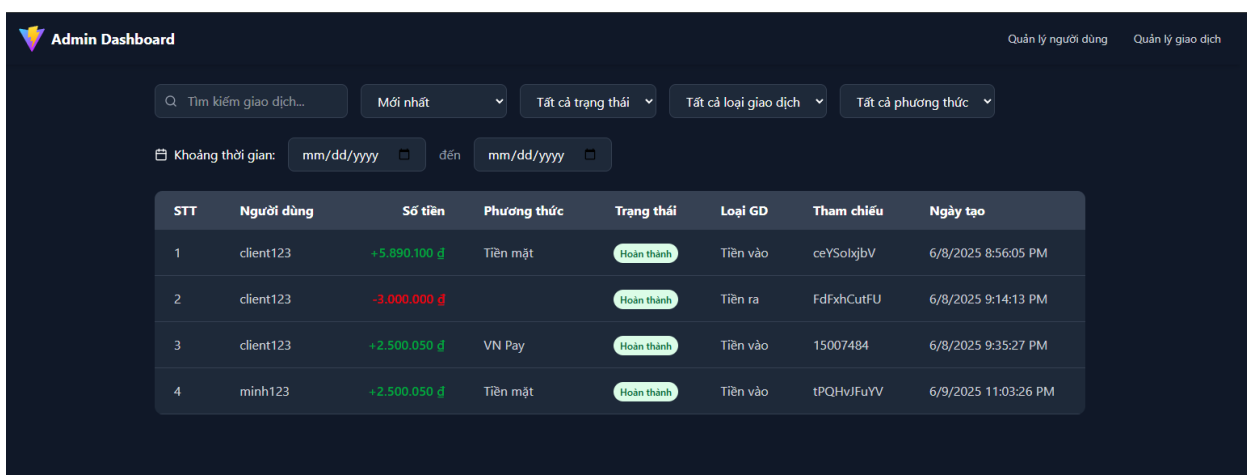 Admin Dashboard Quản lý người dùng Quản lý giao dịch
Tìm kiếm giao dịch... Mới nhất Tất cả trạng thái Tất cả loại giao dịch Tất cả phương thức
Khoảng thời gian: mm/dd/yyyy đến mm/dd/yyyy
STT Người dùng Số tiền Phương thức Trạng thái Loại GD Tham chiếu Ngày tạo
1 client123 +5.890.100 ₫ Tiền mặt Hoàn thành Tiền vào ceYSoIxjbV 6/8/2025 8:56:05 PM
2 client123 -3.000.000 ₫ Hoàn thành Tiền ra FdFxhCutFU 6/8/2025 9:14:13 PM
3 client123 +2.500.050 ₫ VN Pay Hoàn thành Tiền vào 15007484 6/8/2025 9:35:27 PM
4 minh123 +2.500.050 ₫ Tiền mặt Hoàn thành Tiền vào tPQHvJFuYV 6/9/2025 11:03:26 PM